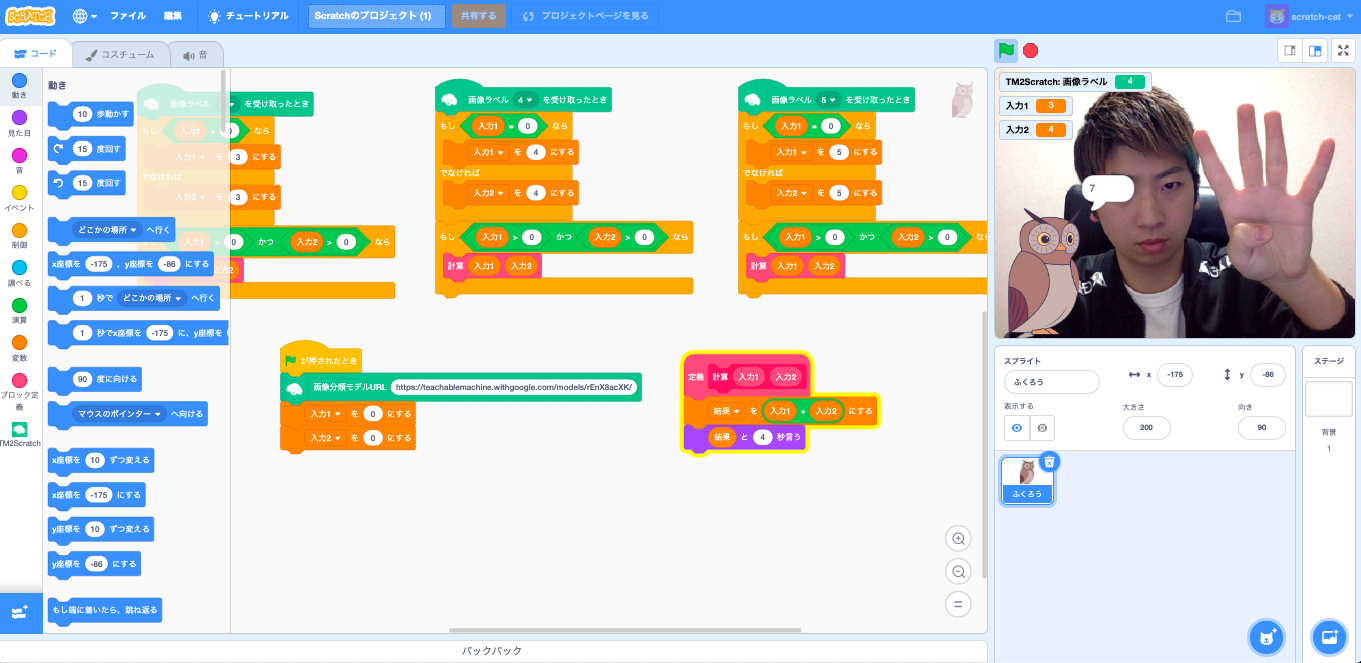 SCRATCH ファイル 編集 チュートリアル Scratchのプロジェクト (1) 共有する プロジェクトページを見る scratch-cat
コード コスチューム 音
動き
見た目
音
イベント
制御
調べる
演算
変数
ブロック定義
TM2Scratch
動き
10 歩動かす
15 度回す
15 度回す
どこかの場所 へ行く
x座標を -175 、y座標を -86 にする
1 秒で どこかの場所 へ行く
1 秒でx座標を -175 に、y座標を
90 度に向ける
マウスのポインター へ向ける
x座標を 10 ずつ変える
x座標を -175 にする
y座標を 10 ずつ変える
y座標を -86 にする
もし端に着いたら、跳ね返る
画像ラベル を受け取ったとき
もし 入力1 = 0 なら
入力1 を 3 にする
でなければ
入力2 を 3 にする
入力1 > 0 かつ 入力2 > 0 なら
入力2
画像ラベル 4 を受け取ったとき
もし 入力1 = 0 なら
入力1 を 4 にする
でなければ
入力2 を 4 にする
もし 入力1 > 0 かつ 入力2 > 0 なら
計算 入力1 入力2
画像ラベル 5 を受け取ったとき
もし 入力1 = 0 なら
入力1 を 5 にする
でなければ
入力2 を 5 にする
もし 入力1 > 0 かつ 入力2 > 0 なら
計算 入力1 入力2
が押されたとき
画像分類モデルURL https://teachablemachine.withgoogle.com/models/rEnX8acXK/
入力1 を 0 にする
入力2 を 0 にする
定義 計算 入力1 入力2
結果 を 入力1 + 入力2 にする
結果 と 4 秒言う
バックパック
TM2Scratch: 画像ラベル 4
入力1 3
入力2 4
7
スプライト
ふくろう
x -175 y -86
表示する 大きさ 向き
200 90
ふくろう
ステージ
背景
1